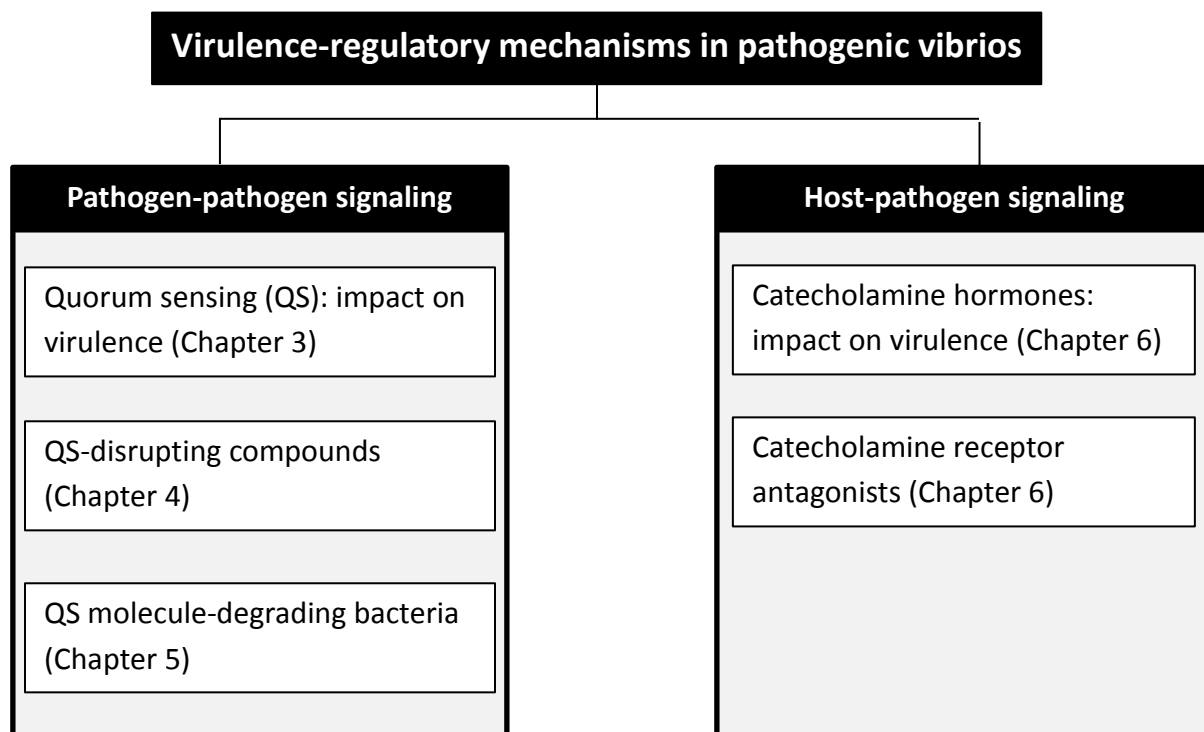 Virulence-regulatory mechanisms in pathogenic vibrios
Pathogen-pathogen signaling
Quorum sensing (QS): impact on
virulence (Chapter 3)
QS-disrupting compounds
(Chapter 4)
QS molecule-degrading bacteria
(Chapter 5)
Host-pathogen signaling
Catecholamine hormones:
impact on virulence (Chapter 6)
Catecholamine receptor
antagonists (Chapter 6)